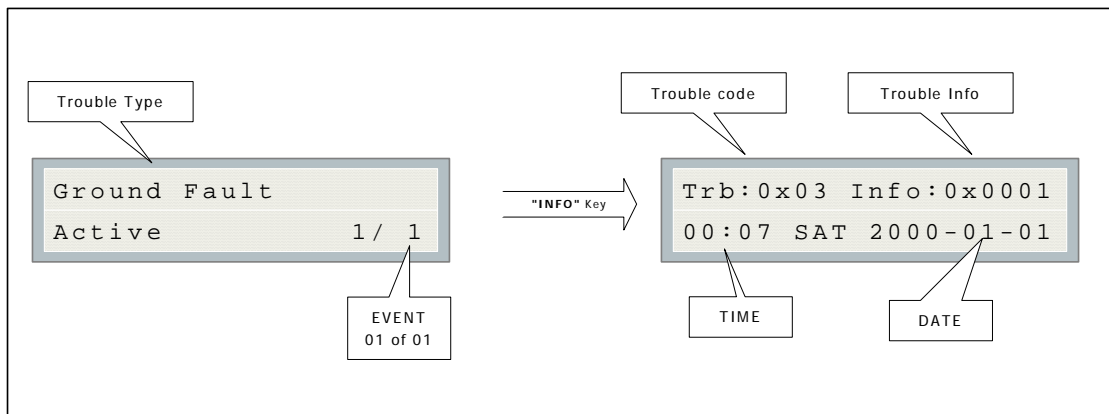 Trouble Type
Ground Fault
Active 1/ 1
EVENT
01 of 01
"INFO" Key
Trouble code
Trouble Info
Trb:0x03 Info:0x0001
00:07 SAT 2000-01-01
TIME
DATE